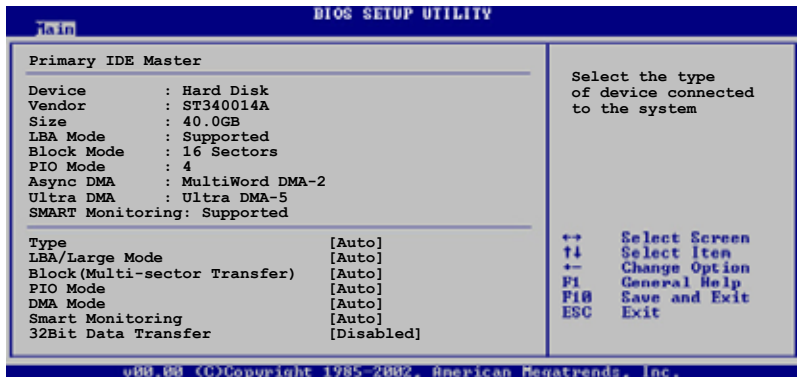 BIOS SETUP UTILITY
Main
Primary IDE Master
Device : Hard Disk
Vendor : ST340014A
Size : 40.0GB
LBA Mode : Supported
Block Mode : 16 Sectors
PIO Mode : 4
Async DMA : MultiWord DMA-2
Ultra DMA : Ultra DMA-5
SMART Monitoring: Supported
Type [Auto]
LBA/Large Mode [Auto]
Block(Multi-sector Transfer) [Auto]
PIO Mode [Auto]
DMA Mode [Auto]
Smart Monitoring [Auto]
32Bit Data Transfer [Disabled]
Select the type
of device connected
to the system
↔ Select Screen
↑↓ Select Item
+- Change Option
F1 General Help
F10 Save and Exit
ESC Exit
v00.00 (C)Copyright 1985-2002, American Megatrends, Inc.